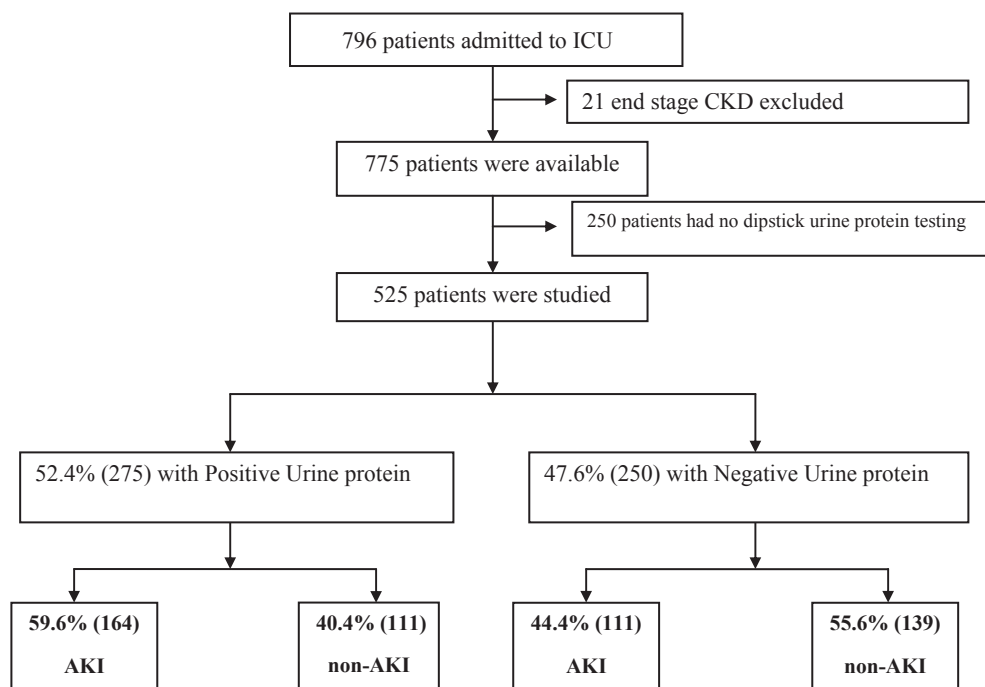 796 patients admitted to ICU
21 end stage CKD excluded
775 patients were available
250 patients had no dipstick urine protein testing
525 patients were studied
52.4% (275) with Positive Urine protein
47.6% (250) with Negative Urine protein
59.6% (164)
AKI
40.4% (111)
non-AKI
44.4% (111)
AKI
55.6% (139)
non-AKI